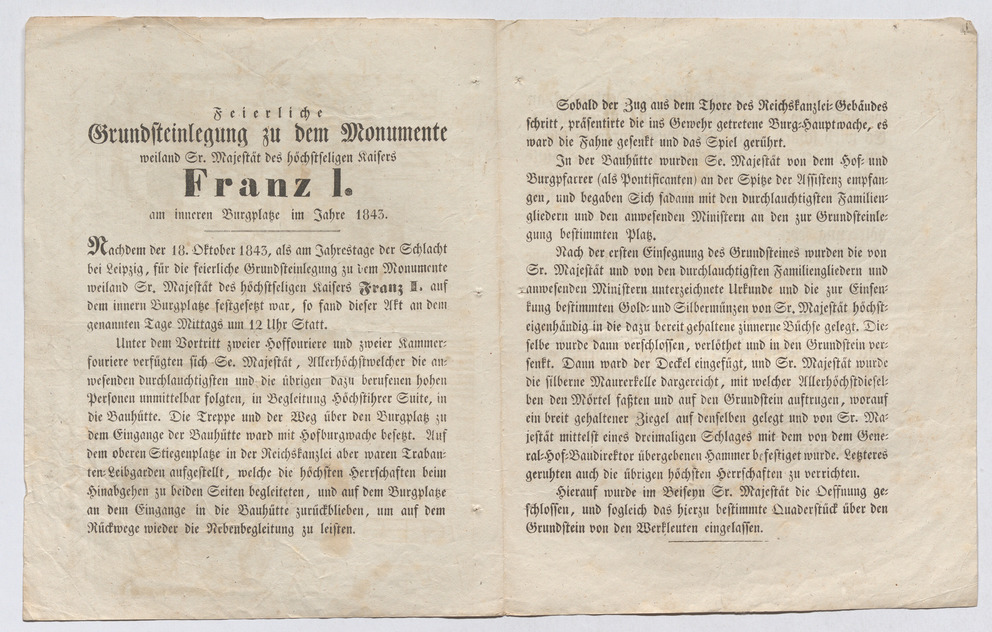 Feierliche
Grundsteinlegung zu dem Monumente
weiland Sr. Majestät des höchstseligen Kaisers
Franz I.
am inneren Burgplatze im Jahre 1843.
Nachdem der 18. Oktober 1843, als am Jahrestage der Schlacht
bei Leipzig, für die feierliche Grundsteinlegung zu dem Monumente
weiland Sr. Majestät des höchstseligen Kaisers Franz I. auf
dem innern Burgplatze festgesetzt war, so fand dieser Akt an dem
genannten Tage Mittags um 12 Uhr Statt.
Unter dem Vortritt zweier Hoffouriere und zweier Kammer-
fouriere verfügten sich Se. Majestät, Allerhöchstwelcher die an-
wesenden durchlauchtigsten und die übrigen dazu berufenen hohen
Personen unmittelbar folgten, in Begleitung Höchstihrer Suite, in
die Bauhütte. Die Treppe und der Weg über den Burgplatz zu
dem Eingange der Bauhütte ward mit Hofburgwache besetzt. Auf
dem oberen Stiegenplatze in der Reichskanzlei aber waren Traban-
ten-Leibgarden aufgestellt, welche die höchsten Herrschaften beim
Hinabgehen zu beiden Seiten begleiteten, und auf dem Burgplatze
an dem Eingange in die Bauhütte zurückblieben, um auf dem
Rückwege wieder die Nebenbegleitung zu leisten.
Sobald der Zug aus dem Thore des Reichskanzlei-Gebäudes
schritt, präsentirte die ins Gewehr getretene Burg-Hauptwache, es
ward die Fahne gesenkt und das Spiel gerührt.
In der Bauhütte wurden Se. Majestät von dem Hof- und
Burgpfarrer (als Pontificanten) an der Spitze der Assistenz empfan-
gen, und begaben Sich sadann mit den durchlauchtigsten Familien-
gliedern und den anwesenden Ministern an den zur Grundsteinle-
gung bestimmten Platz.
Nach der ersten Einsegnung des Grundsteines wurden die von
Sr. Majestät und von den durchlauchtigsten Familiengliedern und
anwesenden Ministern unterzeichnete Urkunde und die zur Einsen-
kung bestimmten Gold- und Silbermünzen von Sr. Majestät höchst-
eigenhändig in die dazu bereit gehaltene zinnerne Büchse gelegt. Die-
selbe wurde dann verschlossen, verlöthet und in den Grundstein ver-
senkt. Dann ward der Deckel eingefügt, und Sr. Majestät wurde
die silberne Maurerkelle dargereicht, mit welcher Allerhöchstdiesel-
ben den Mörtel faßten und auf den Grundstein auftrugen, worauf
ein breit gehaltener Ziegel auf denselben gelegt und von Sr. Ma-
jestät mittelst eines dreimaligen Schlages mit dem von dem Gene-
ral-Hof-Baudirektor übergebenen Hammer befestiget wurde. Letzteres
geruhten auch die übrigen höchsten Herrschaften zu verrichten.
Hierauf wurde im Beiseyn Sr. Majestät die Oeffnung ge-
schlossen, und sogleich das hierzu bestimmte Quaderstück über den
Grundstein von den Werkleuten eingelassen.